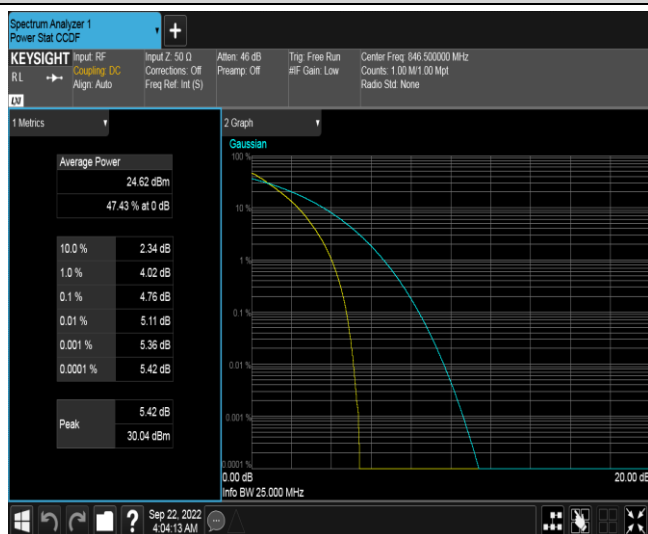 Spectrum Analyzer 1
Power Stat CCDF
KEYSIGHT
RL
LXI
Input: RF
Coupling: DC
Align: Auto
Input Z: 50 Ω
Corrections: Off
Freq Ref: Int (S)
Atten: 46 dB
Preamp: Off
Trig: Free Run
#IF Gain: Low
Center Freq: 846.500000 MHz
Counts: 1.00 M/1.00 Mpt
Radio Std: None
1 Metrics
Average Power
24.62 dBm
47.43 % at 0 dB
10.0 % 2.34 dB
1.0 % 4.02 dB
0.1 % 4.76 dB
0.01 % 5.11 dB
0.001 % 5.36 dB
0.0001 % 5.42 dB
Peak
5.42 dB
30.04 dBm
2 Graph
Gaussian
100 %
10 %
1 %
0.1 %
0.01 %
0.001 %
0.0001 %
0.00 dB
20.00 dB
Info BW 25.000 MHz
?
Sep 22, 2022
4:04:13 AM